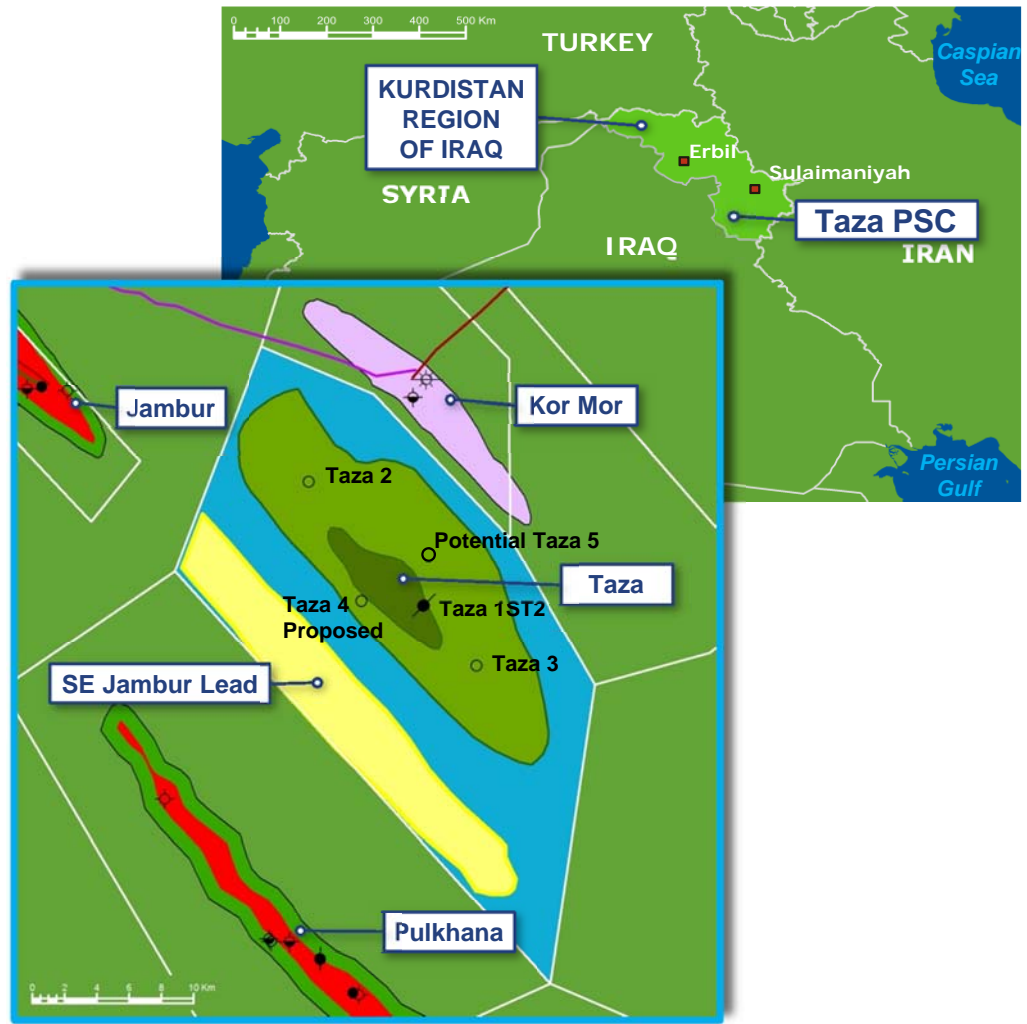 0 100 200 300 400 500 Km
TURKEY
Caspian
Sea
KURDISTAN
REGION
OF IRAQ
Erbil
Sulaimaniyah
SYRIA
Taza PSC
IRAQ
IRAN
Persian
Gulf
Jambur
Kor Mor
Taza 2
Potential Taza 5
Taza
Taza 4
Proposed
Taza 1ST2
Taza 3
SE Jambur Lead
Pulkhana
0 2 4 6 8 10 Km